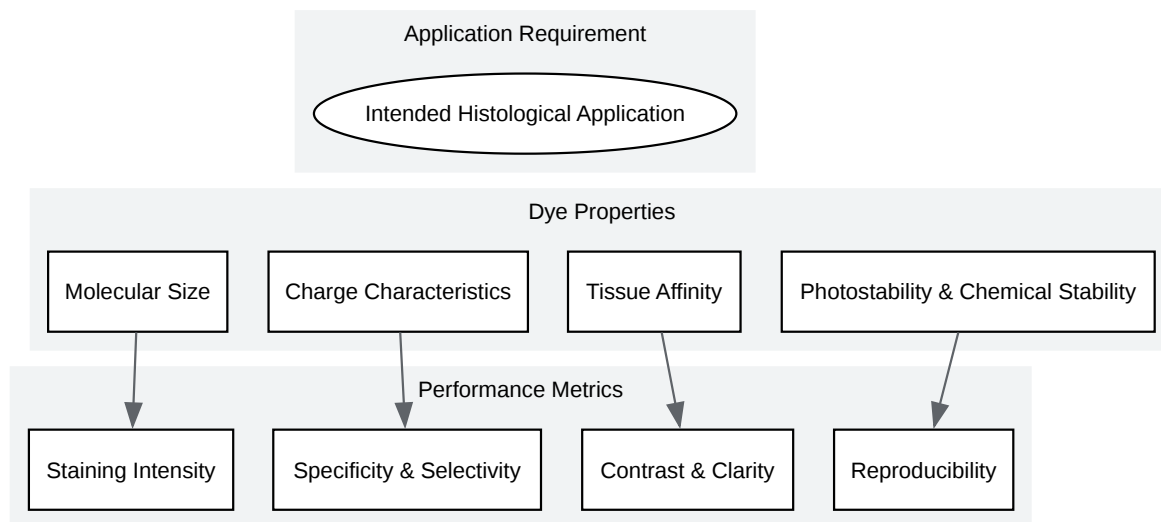 Application Requirement
Intended Histological Application
Dye Properties
Molecular Size
Charge Characteristics
Tissue Affinity
Photostability & Chemical Stability
Performance Metrics
Staining Intensity
Specificity & Selectivity
Contrast & Clarity
Reproducibility